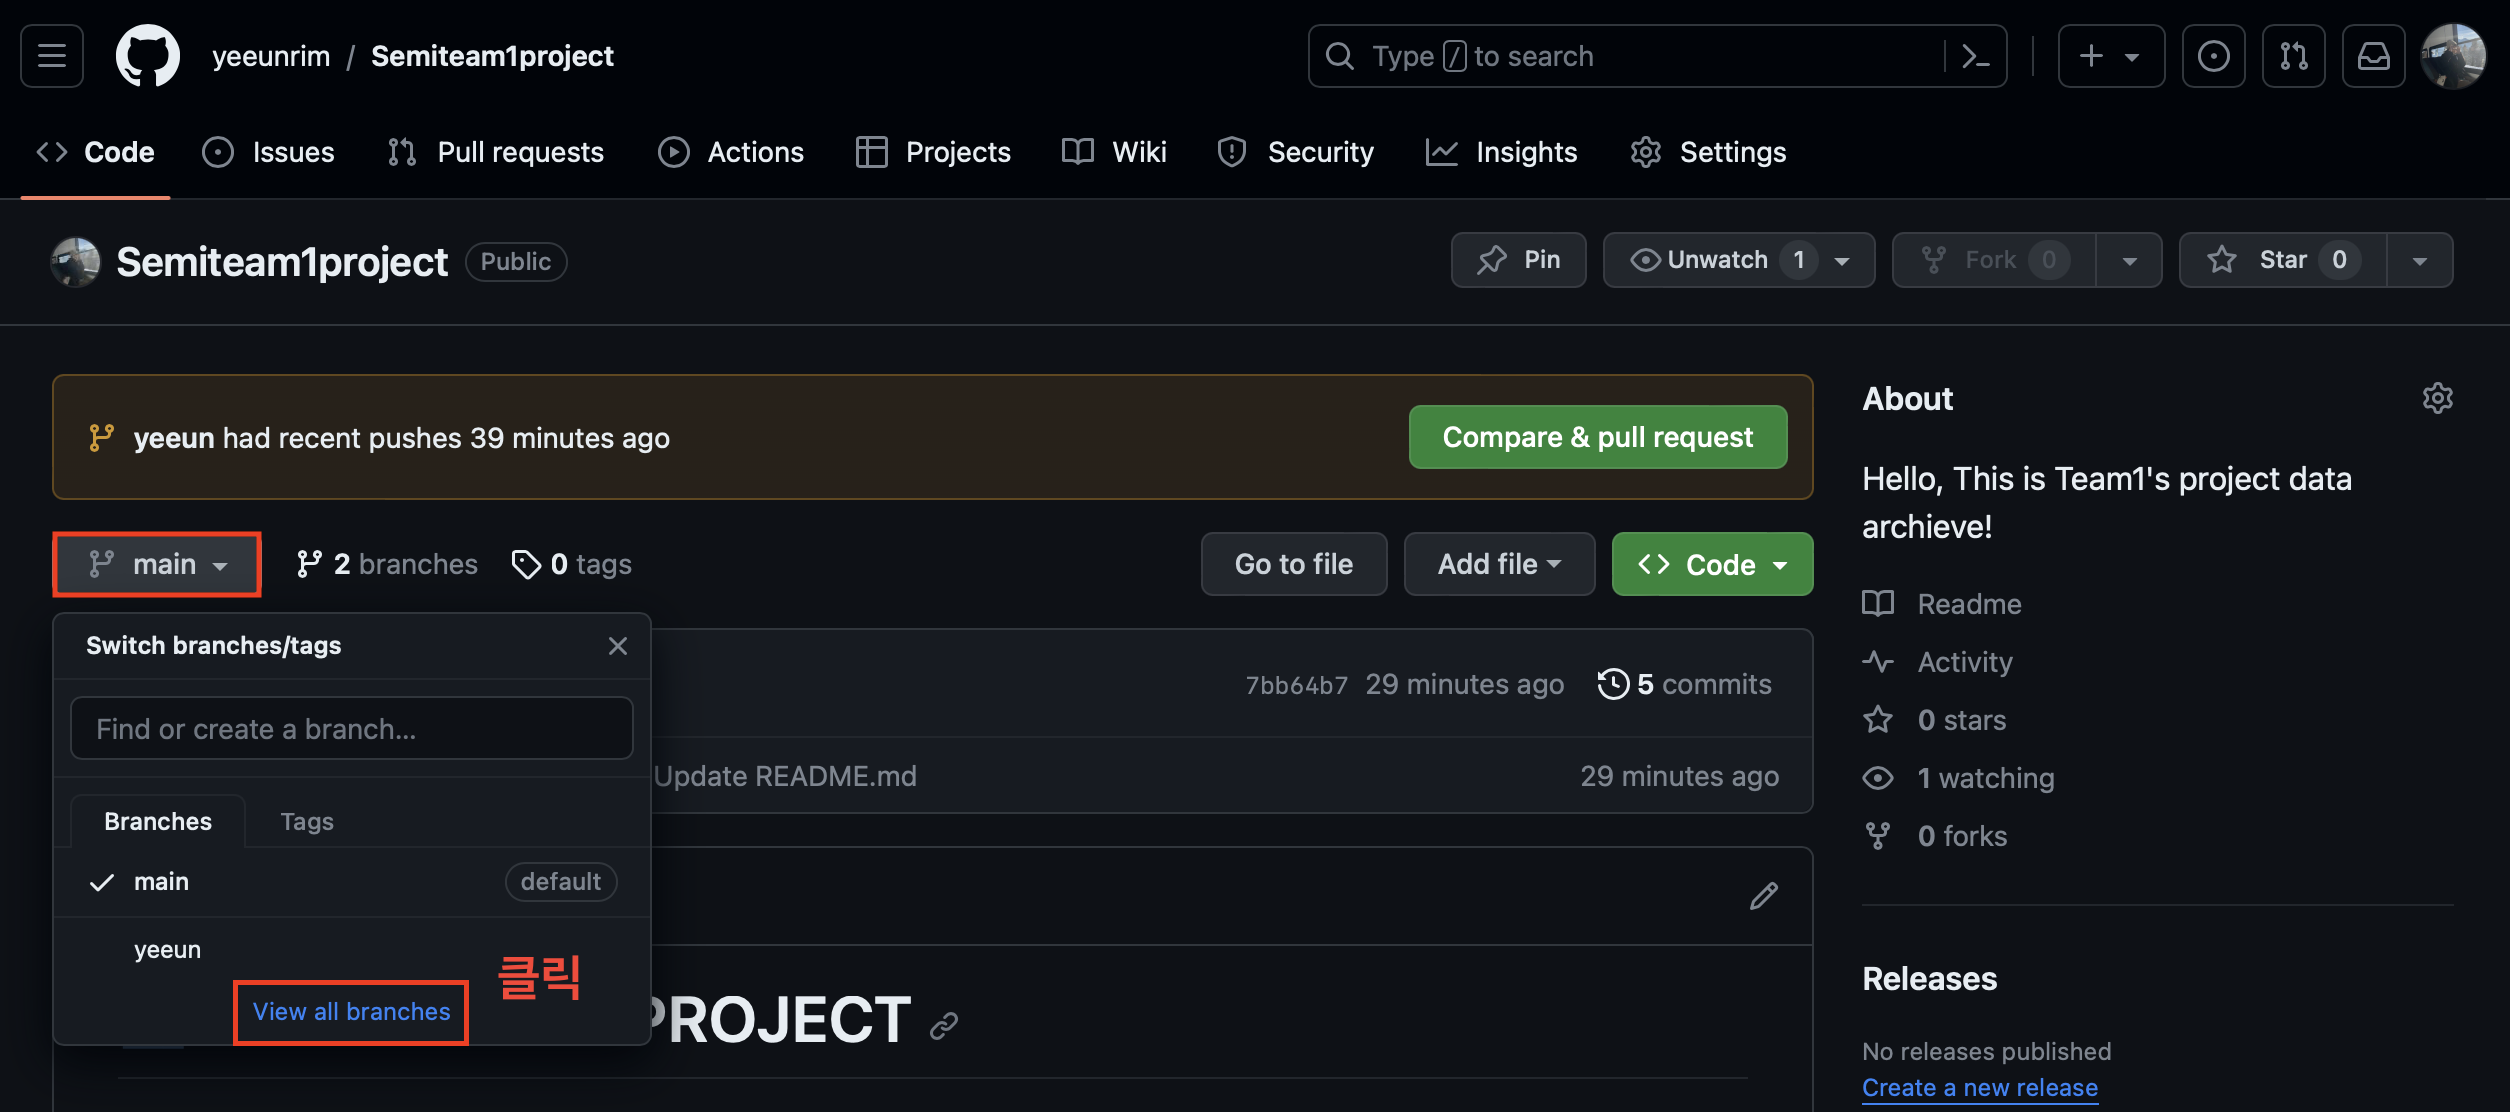 yeeunrim / Semiteam1project
Type / to search
Code Issues Pull requests Actions Projects Wiki Security Insights Settings
Semiteam1project Public
Pin Unwatch 1 Fork 0 Star 0
yeeun had recent pushes 39 minutes ago
Compare & pull request
main 2 branches 0 tags
Go to file Add file Code
Switch branches/tags
Find or create a branch...
Branches Tags
main default
yeeun
클릭
View all branches
7bb64b7 29 minutes ago 5 commits
Update README.md 29 minutes ago
PROJECT
About
Hello, This is Team1's project data
archieve!
Readme
Activity
0 stars
1 watching
0 forks
Releases
No releases published
Create a new release